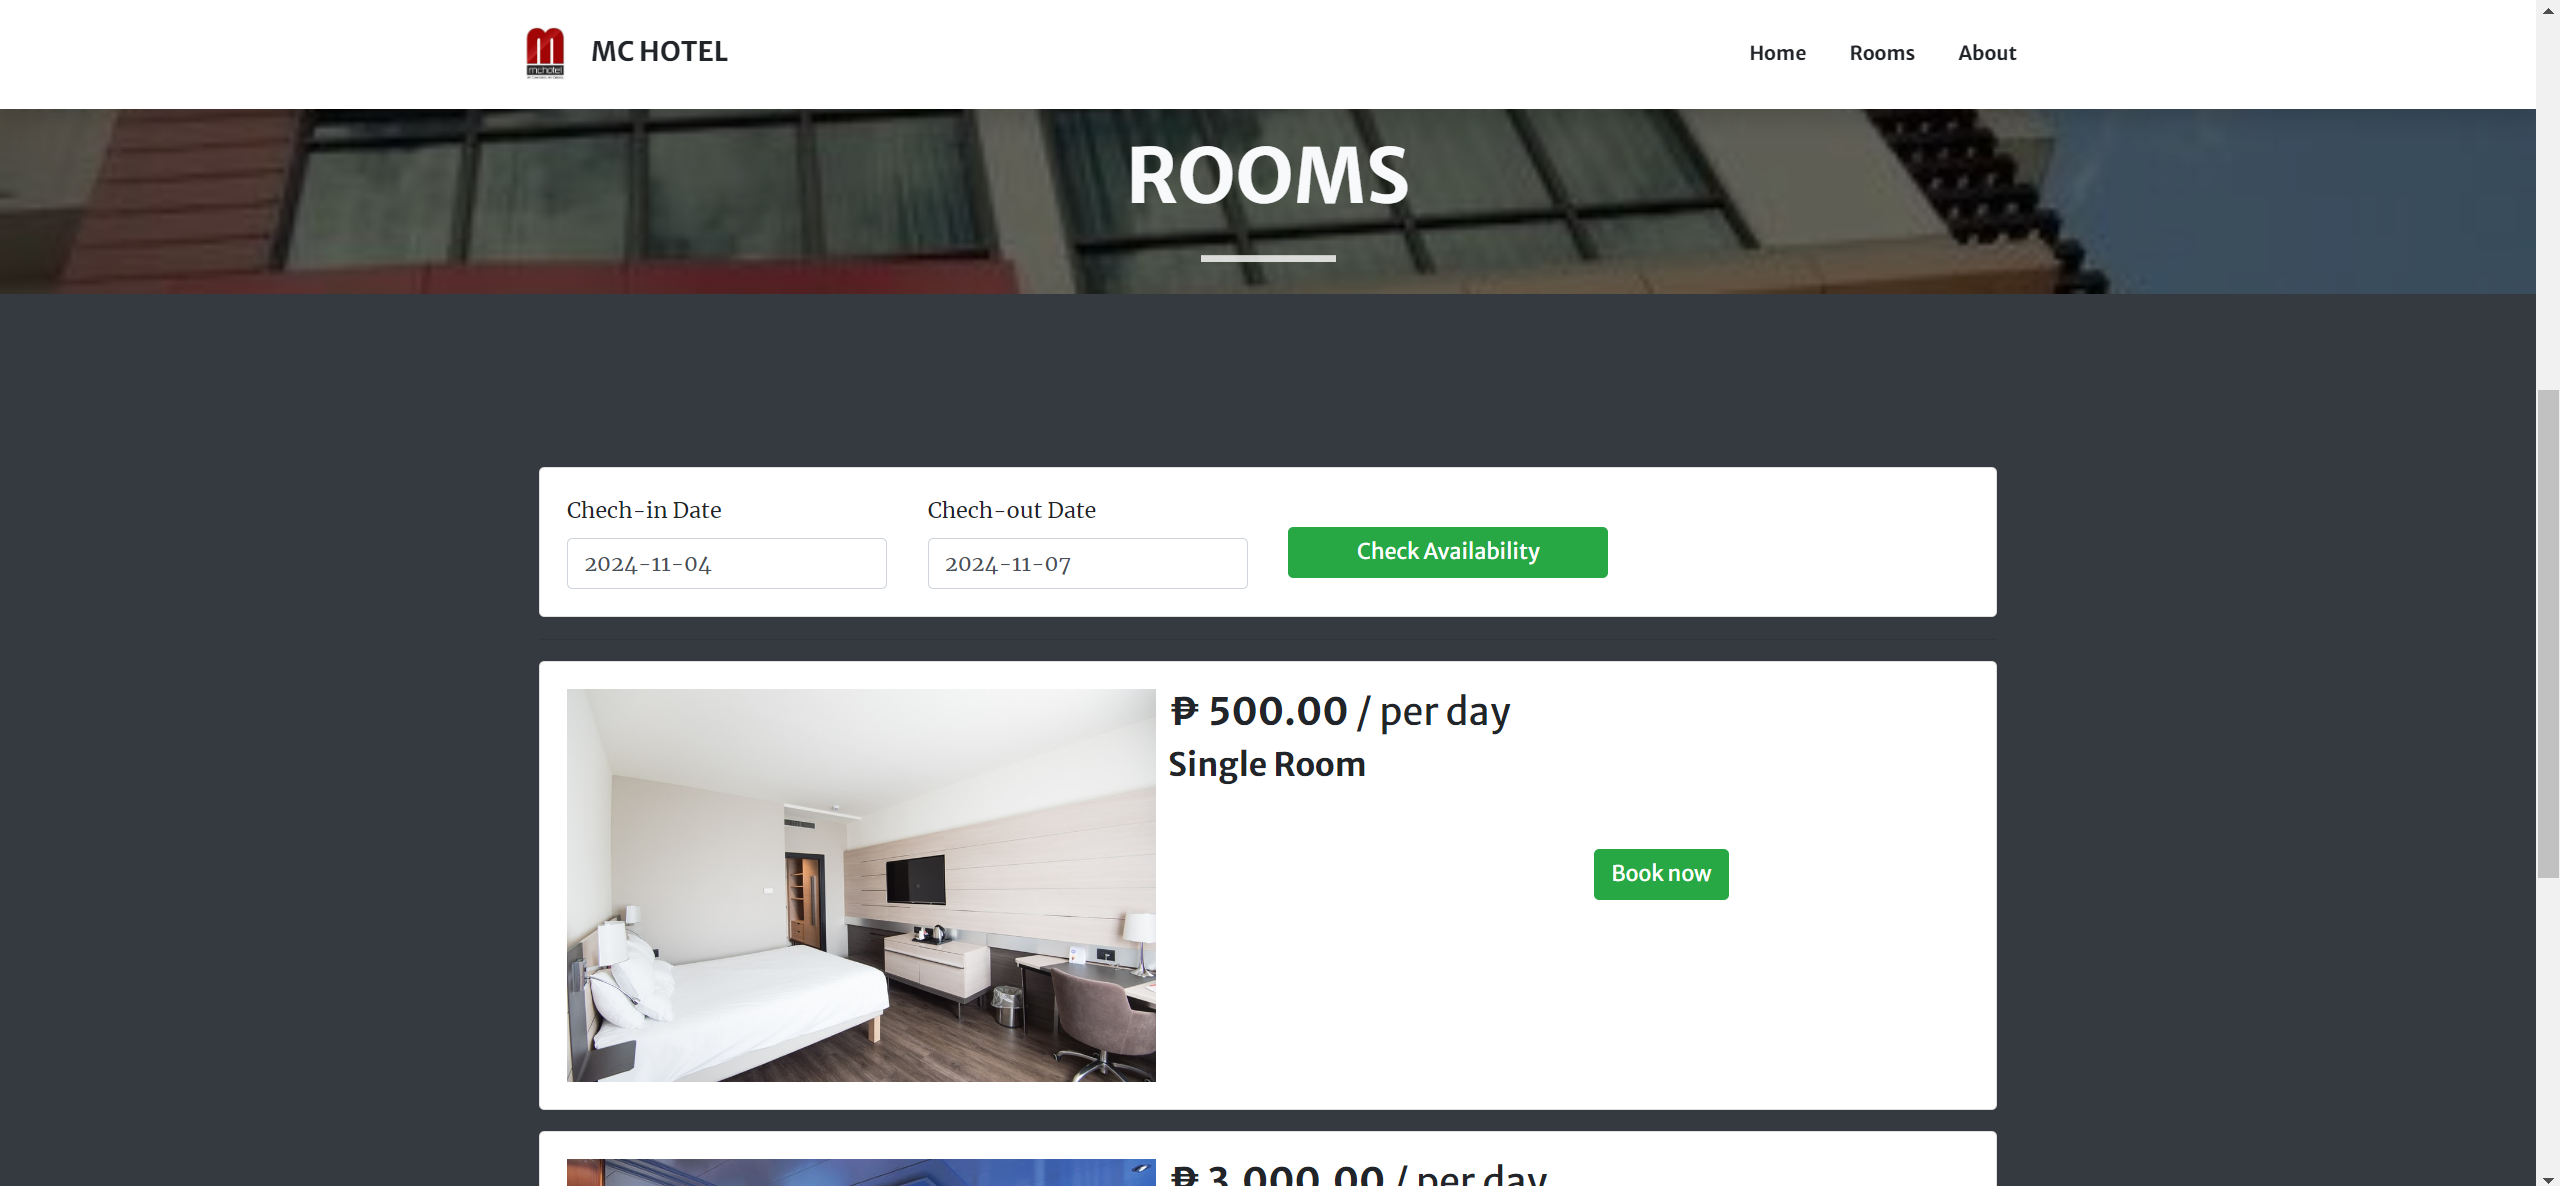 mchotel
MC HOTEL
Home
Rooms
About
ROOMS
Chech-in Date
Chech-out Date
2024-11-04
2024-11-07
Check Availability
₱ 500.00 / per day
Single Room
Book now
₱ 3,000.00 / per day